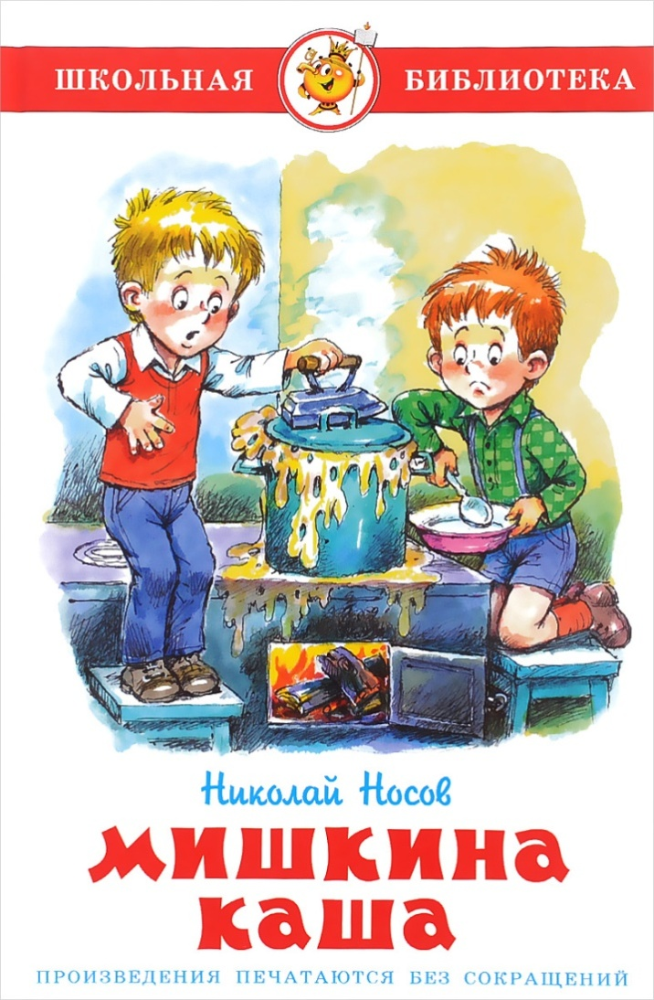 ШКОЛЬНАЯ БИБЛИОТЕКА
Николай Носов
МИШКИНА
КАША
ПРОИЗВЕДЕНИЯ ПЕЧАТАЮТСЯ БЕЗ СОКРАЩЕНИЙ